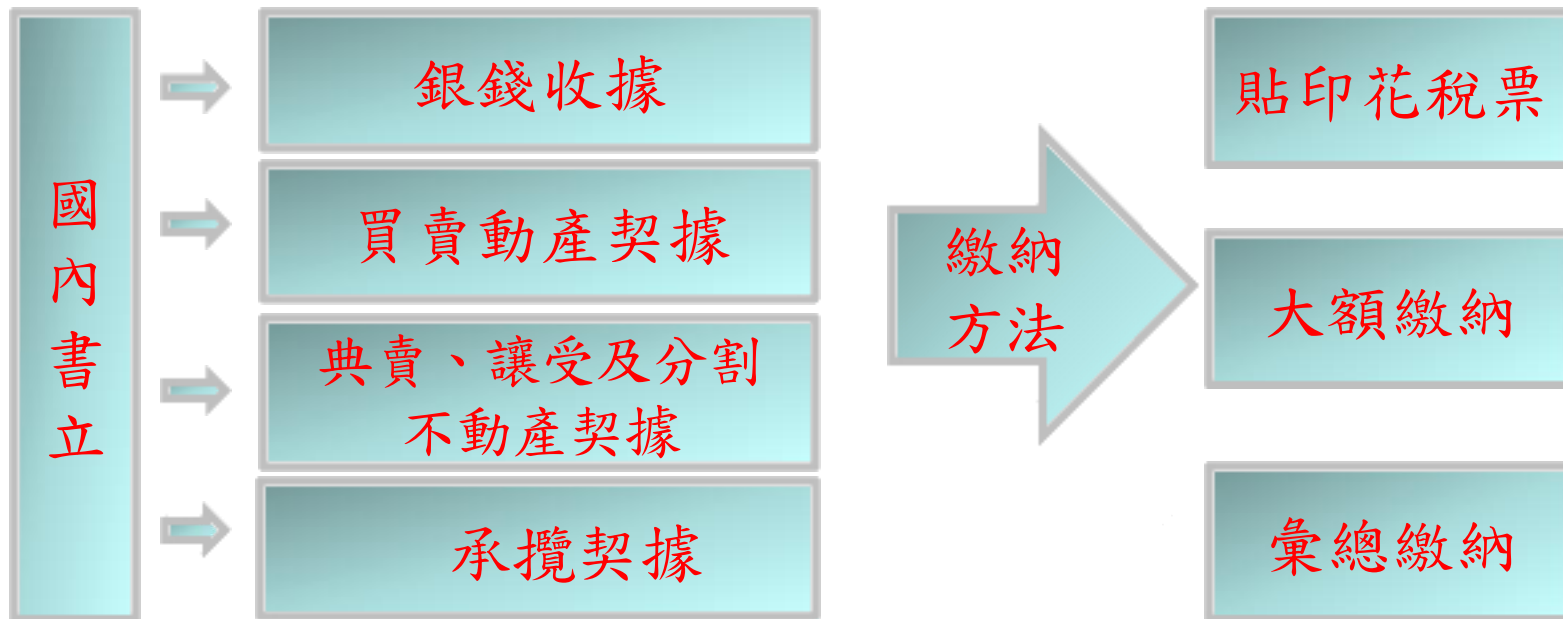 國內書立
銀錢收據
買賣動產契據
典賣、讓受及分割
不動產契據
承攬契據
繳納
方法
貼印花稅票
大額繳納
彙總繳納